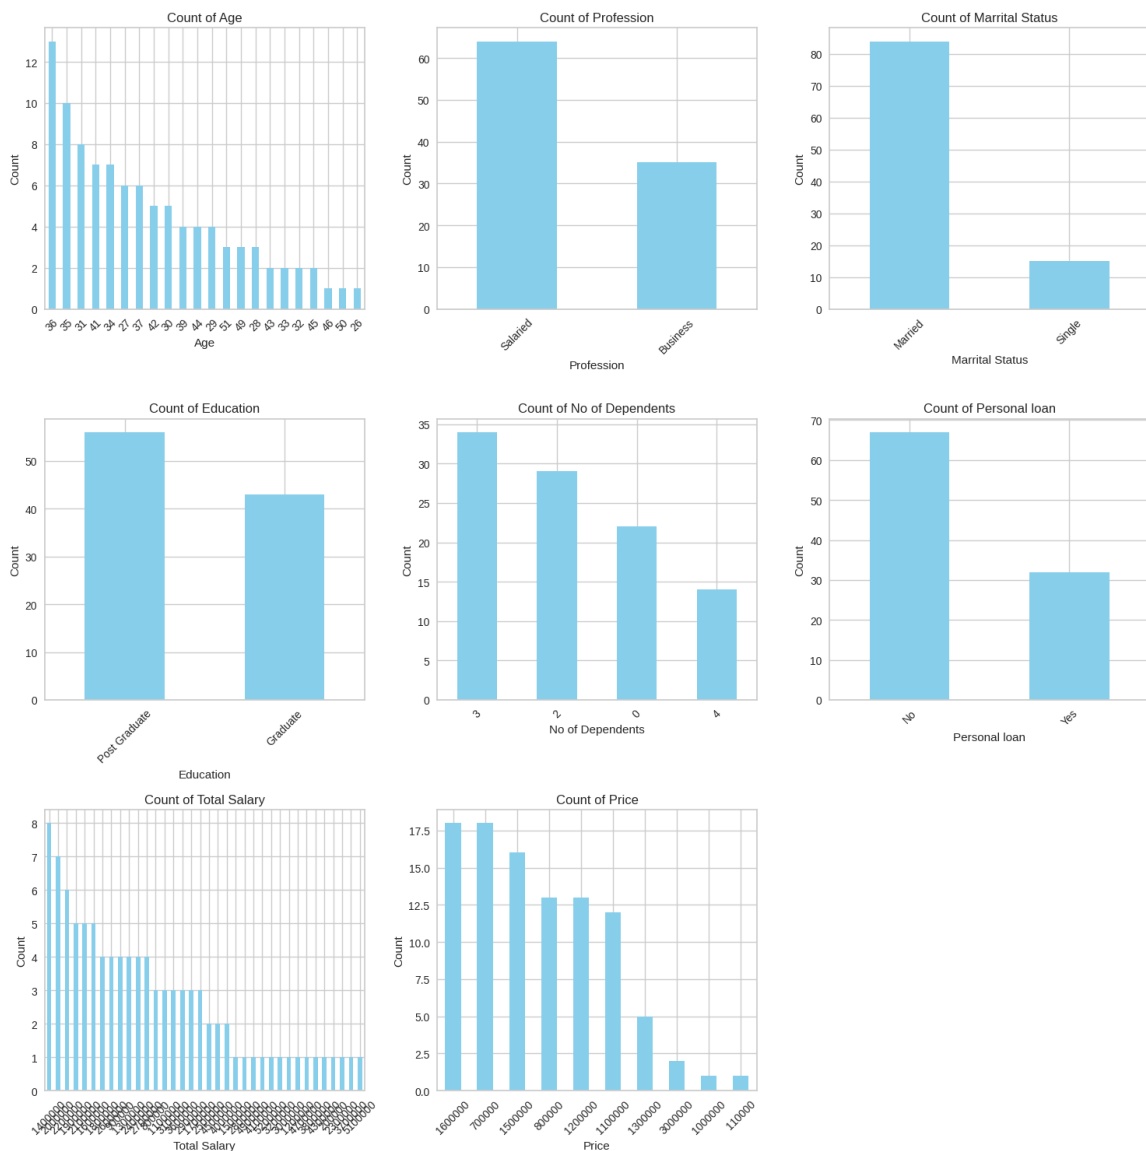 Count of Age
Count
12
10
8
6
4
2
0
36 35 31 41 34 27 37 42 30 39 44 29 51 49 28 43 33 32 45 46 50 26
Age
Count of Profession
Count
60
50
40
30
20
10
0
Salaried Business
Profession
Count of Marrital Status
Count
80
70
60
50
40
30
20
10
0
Married Single
Marrital Status
Count of Education
Count
50
40
30
20
10
0
Post Graduate Graduate
Education
Count of No of Dependents
Count
35
30
25
20
15
10
5
0
3 2 0 4
No of Dependents
Count of Personal loan
Count
70
60
50
40
30
20
10
0
No Yes
Personal loan
Count of Total Salary
Count
8
7
6
5
4
3
2
1
0
1400000
5100000
Total Salary
Count of Price
Count
17.5
15.0
12.5
10.0
7.5
5.0
2.5
0.0
1600000 700000 1500000 800000 1200000 1100000 1300000 3000000 1000000 110000
Price